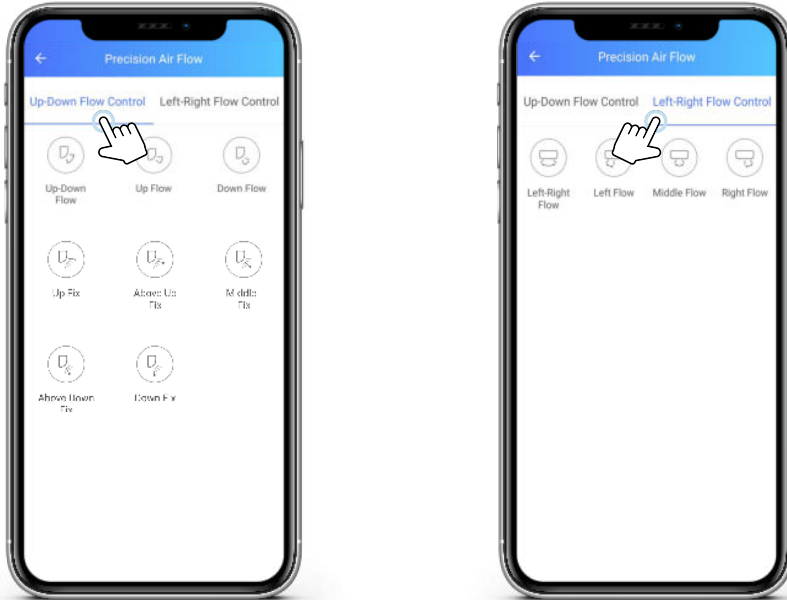 Precision Air Flow
Up-Down Flow Control Left-Right Flow Control
Up-Down
Flow
Up Flow
Down Flow
Up Fix
Above Up
Fix
Middle
Fix
Above Down
Fix
Down Fix
Precision Air Flow
Up-Down Flow Control Left-Right Flow Control
Left-Right
Flow
Left Flow
Middle Flow
Right Flow